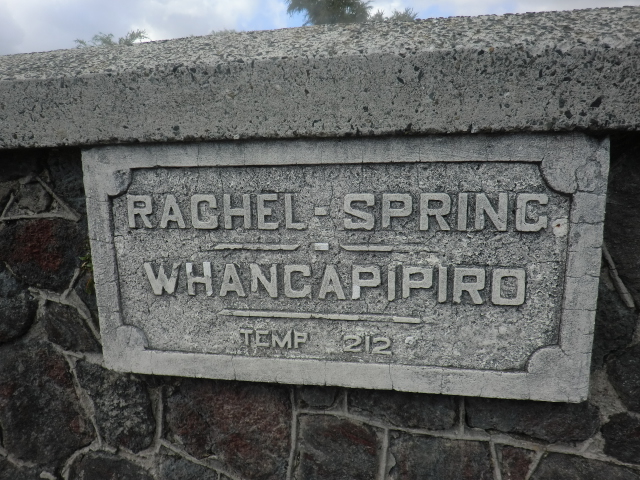 RACHEL-SPRING
WHANGAPIPIRO
TEMP 212